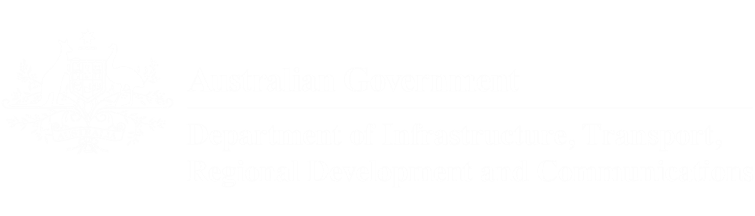 Australian Government
Department of Infrastructure, Transport,
Regional Development and Communications